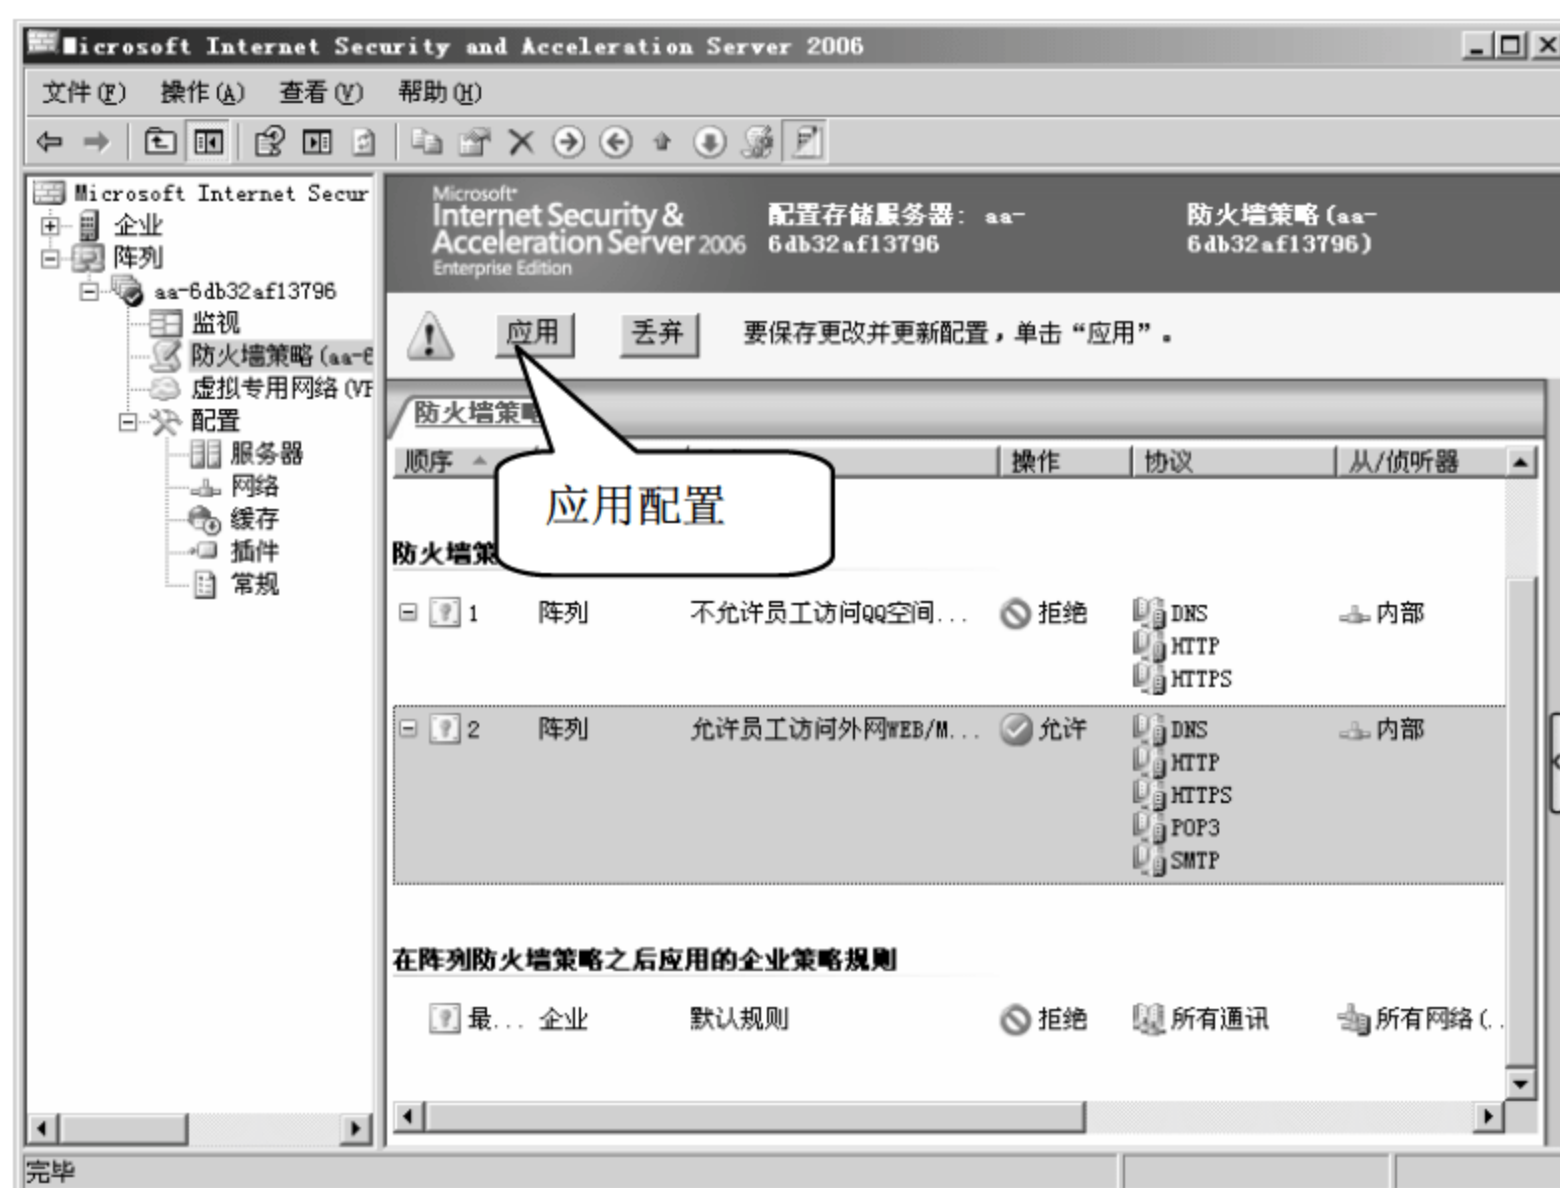 Microsoft Internet Security and Acceleration Server 2006
文件(F) 操作(A) 查看(V) 帮助(H)
Microsoft Internet Secur
企业
阵列
aa-6db32af13796
监视
防火墙策略(aa-6
虚拟专用网络(VP
配置
服务器
网络
缓存
插件
常规
Microsoft
Internet Security &
Acceleration Server 2006
Enterprise Edition
配置存储服务器: aa-
6db32af13796
防火墙策略(aa-
6db32af13796)
应用 丢弃 要保存更改并更新配置，单击“应用”。
防火墙策略
顺序 操作 协议 从/侦听器
应用配置
防火墙策
1 阵列 不允许员工访问QQ空间... 拒绝 DNS 内部
HTTP
HTTPS
2 阵列 允许员工访问外网WEB/M... 允许 DNS 内部
HTTP
HTTPS
POP3
SMTP
在阵列防火墙策略之后应用的企业策略规则
最... 企业 默认规则 拒绝 所有通讯 所有网络(..
完毕